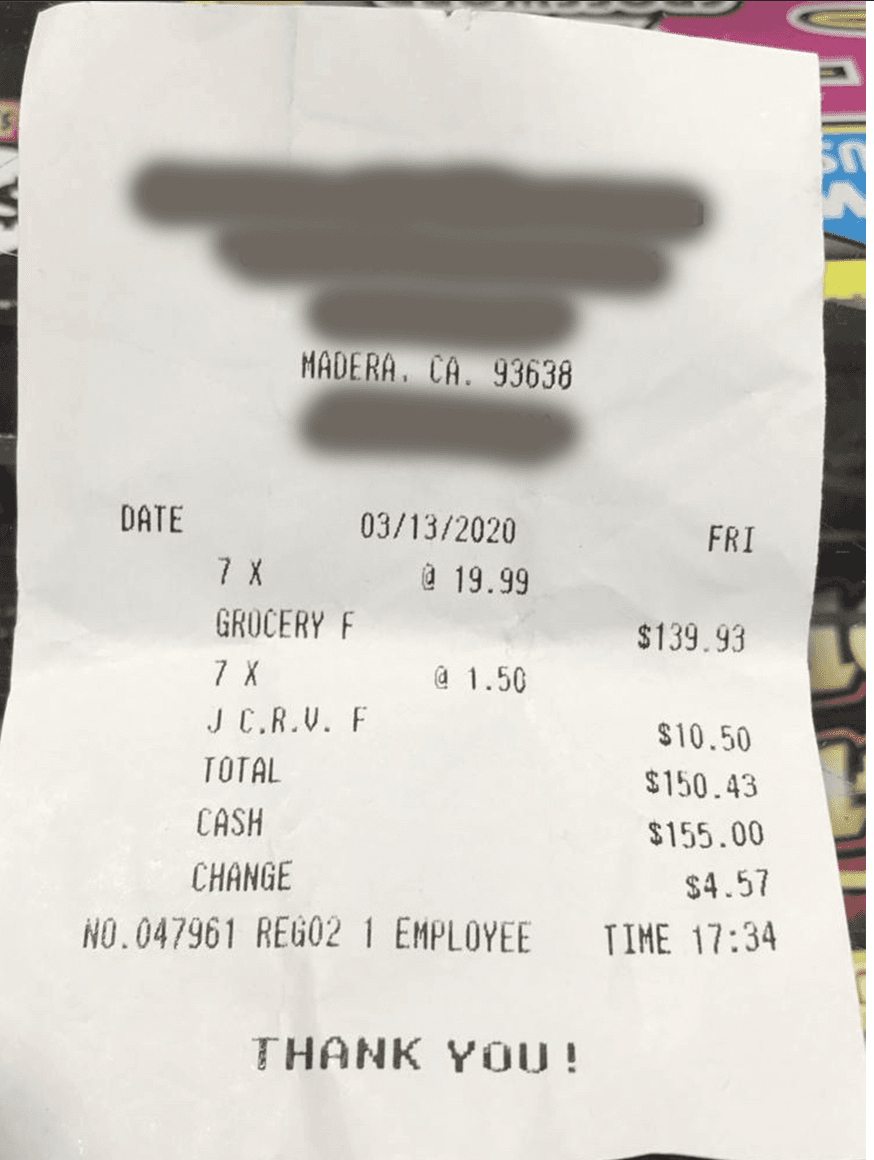 MADERA. CA. 93638
DATE 03/13/2020 FRI
7 X @ 19.99
GROCERY F $139.93
7 X @ 1.50
J C.R.V. F $10.50
TOTAL $150.43
CASH $155.00
CHANGE $4.57
NO.047961 REG02 1 EMPLOYEE TIME 17:34
THANK YOU!